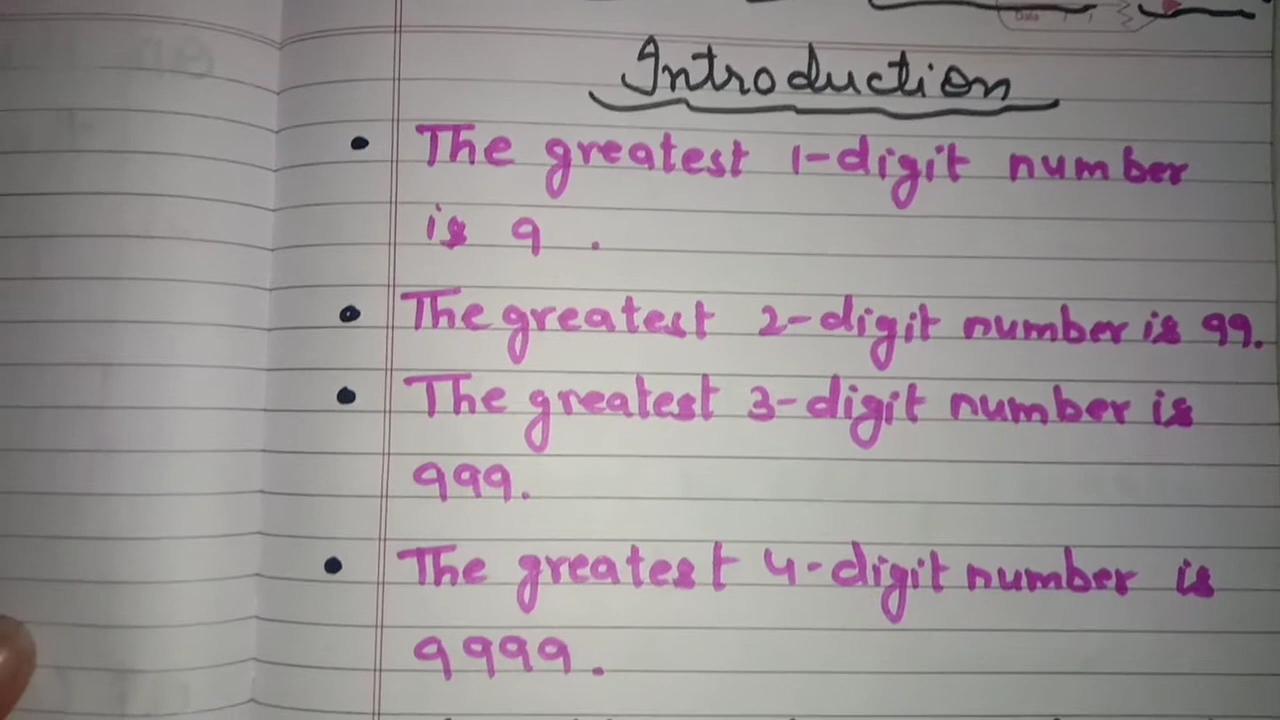 Date / /
Introduction
• The greatest 1-digit number
is 9 .
• The greatest 2-digit number is 99.
• The greatest 3-digit number is
999.
• The greatest 4-digit number is
9999.